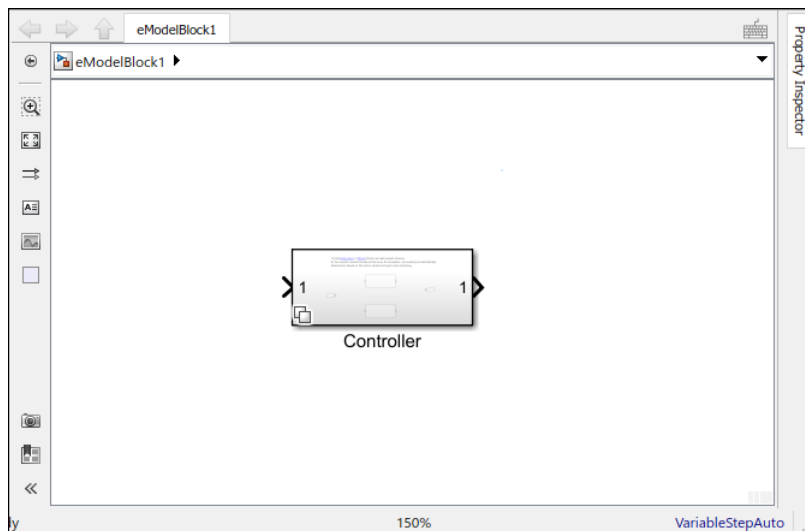 eModelBlock1
eModelBlock1
Property Inspector
1
1
Controller
150%
VariableStepAuto